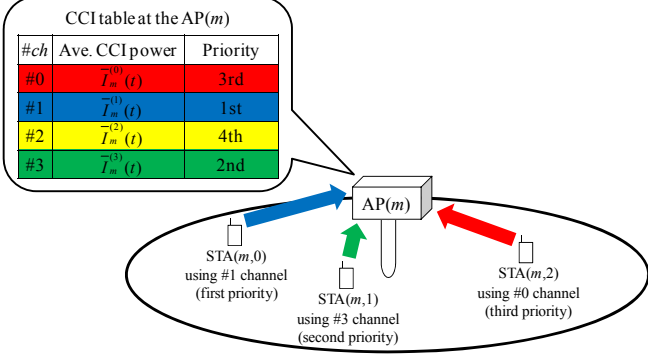 CCI table at the AP(m)
#ch Ave. CCI power Priority
#0 Ī_m^(0)(t) 3rd
#1 Ī_m^(1)(t) 1st
#2 Ī_m^(2)(t) 4th
#3 Ī_m^(3)(t) 2nd
AP(m)
STA(m,0)
using #1 channel
(first priority)
STA(m,1)
using #3 channel
(second priority)
STA(m,2)
using #0 channel
(third priority)